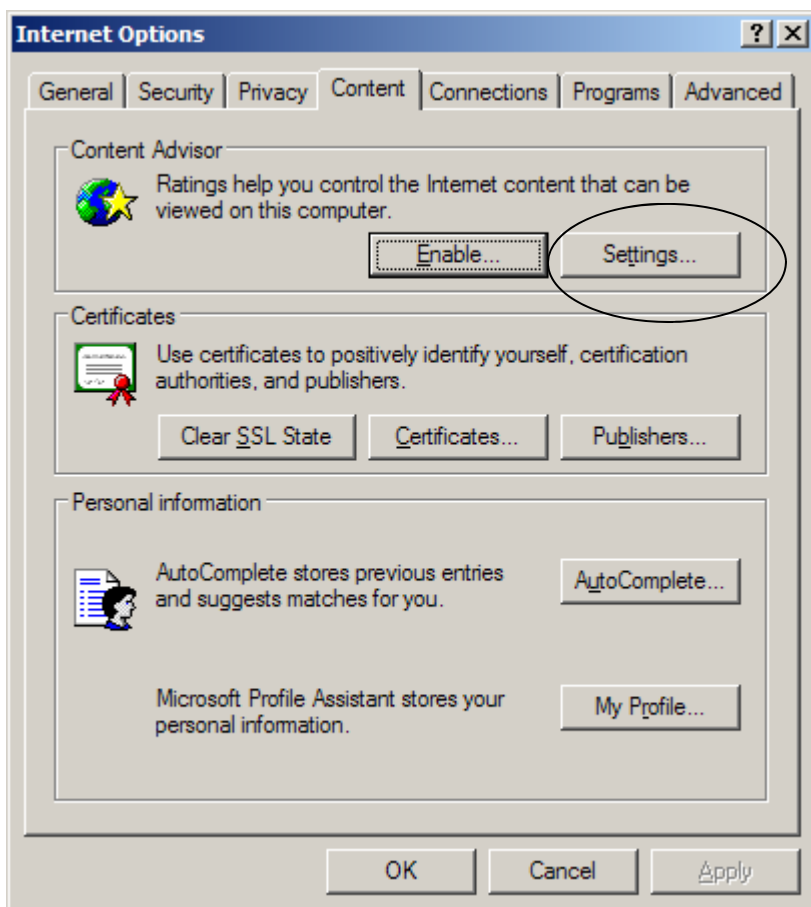 Internet Options
General Security Privacy Content Connections Programs Advanced
Content Advisor
Ratings help you control the Internet content that can be
viewed on this computer.
Enable... Settings...
Certificates
Use certificates to positively identify yourself, certification
authorities, and publishers.
Clear SSL State Certificates... Publishers...
Personal information
AutoComplete stores previous entries
and suggests matches for you.
AutoComplete...
Microsoft Profile Assistant stores your
personal information.
My Profile...
OK Cancel Apply